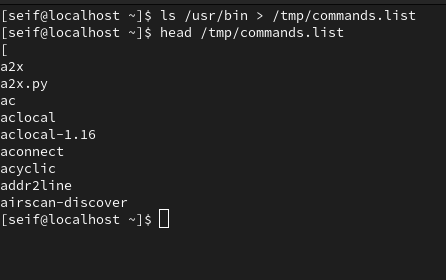 [seif@localhost ~]$ ls /usr/bin > /tmp/commands.list
[seif@localhost ~]$ head /tmp/commands.list
[
a2x
a2x.py
ac
aclocal
aclocal-1.16
aconnect
acyclic
addr2line
airscan-discover
[seif@localhost ~]$